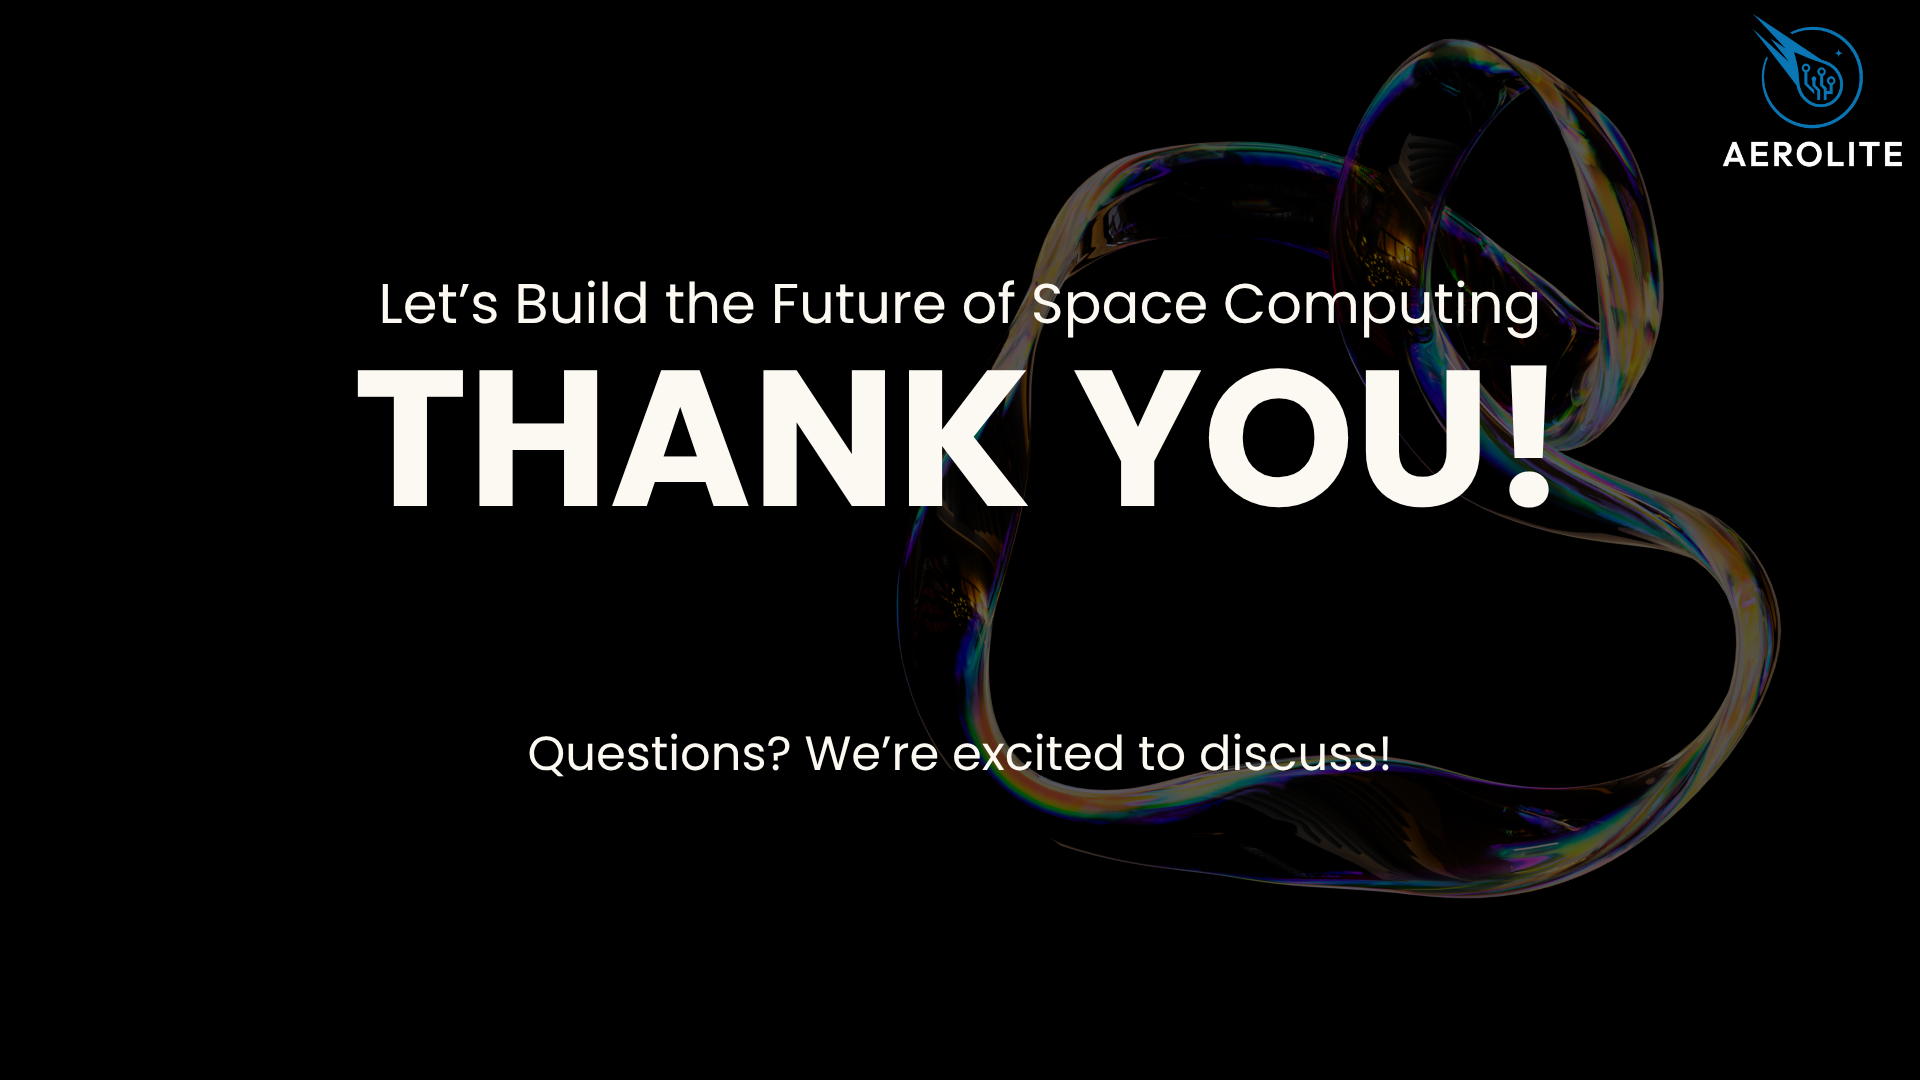 AEROLITE
Let’s Build the Future of Space Computing
THANK YOU!
Questions? We’re excited to discuss!